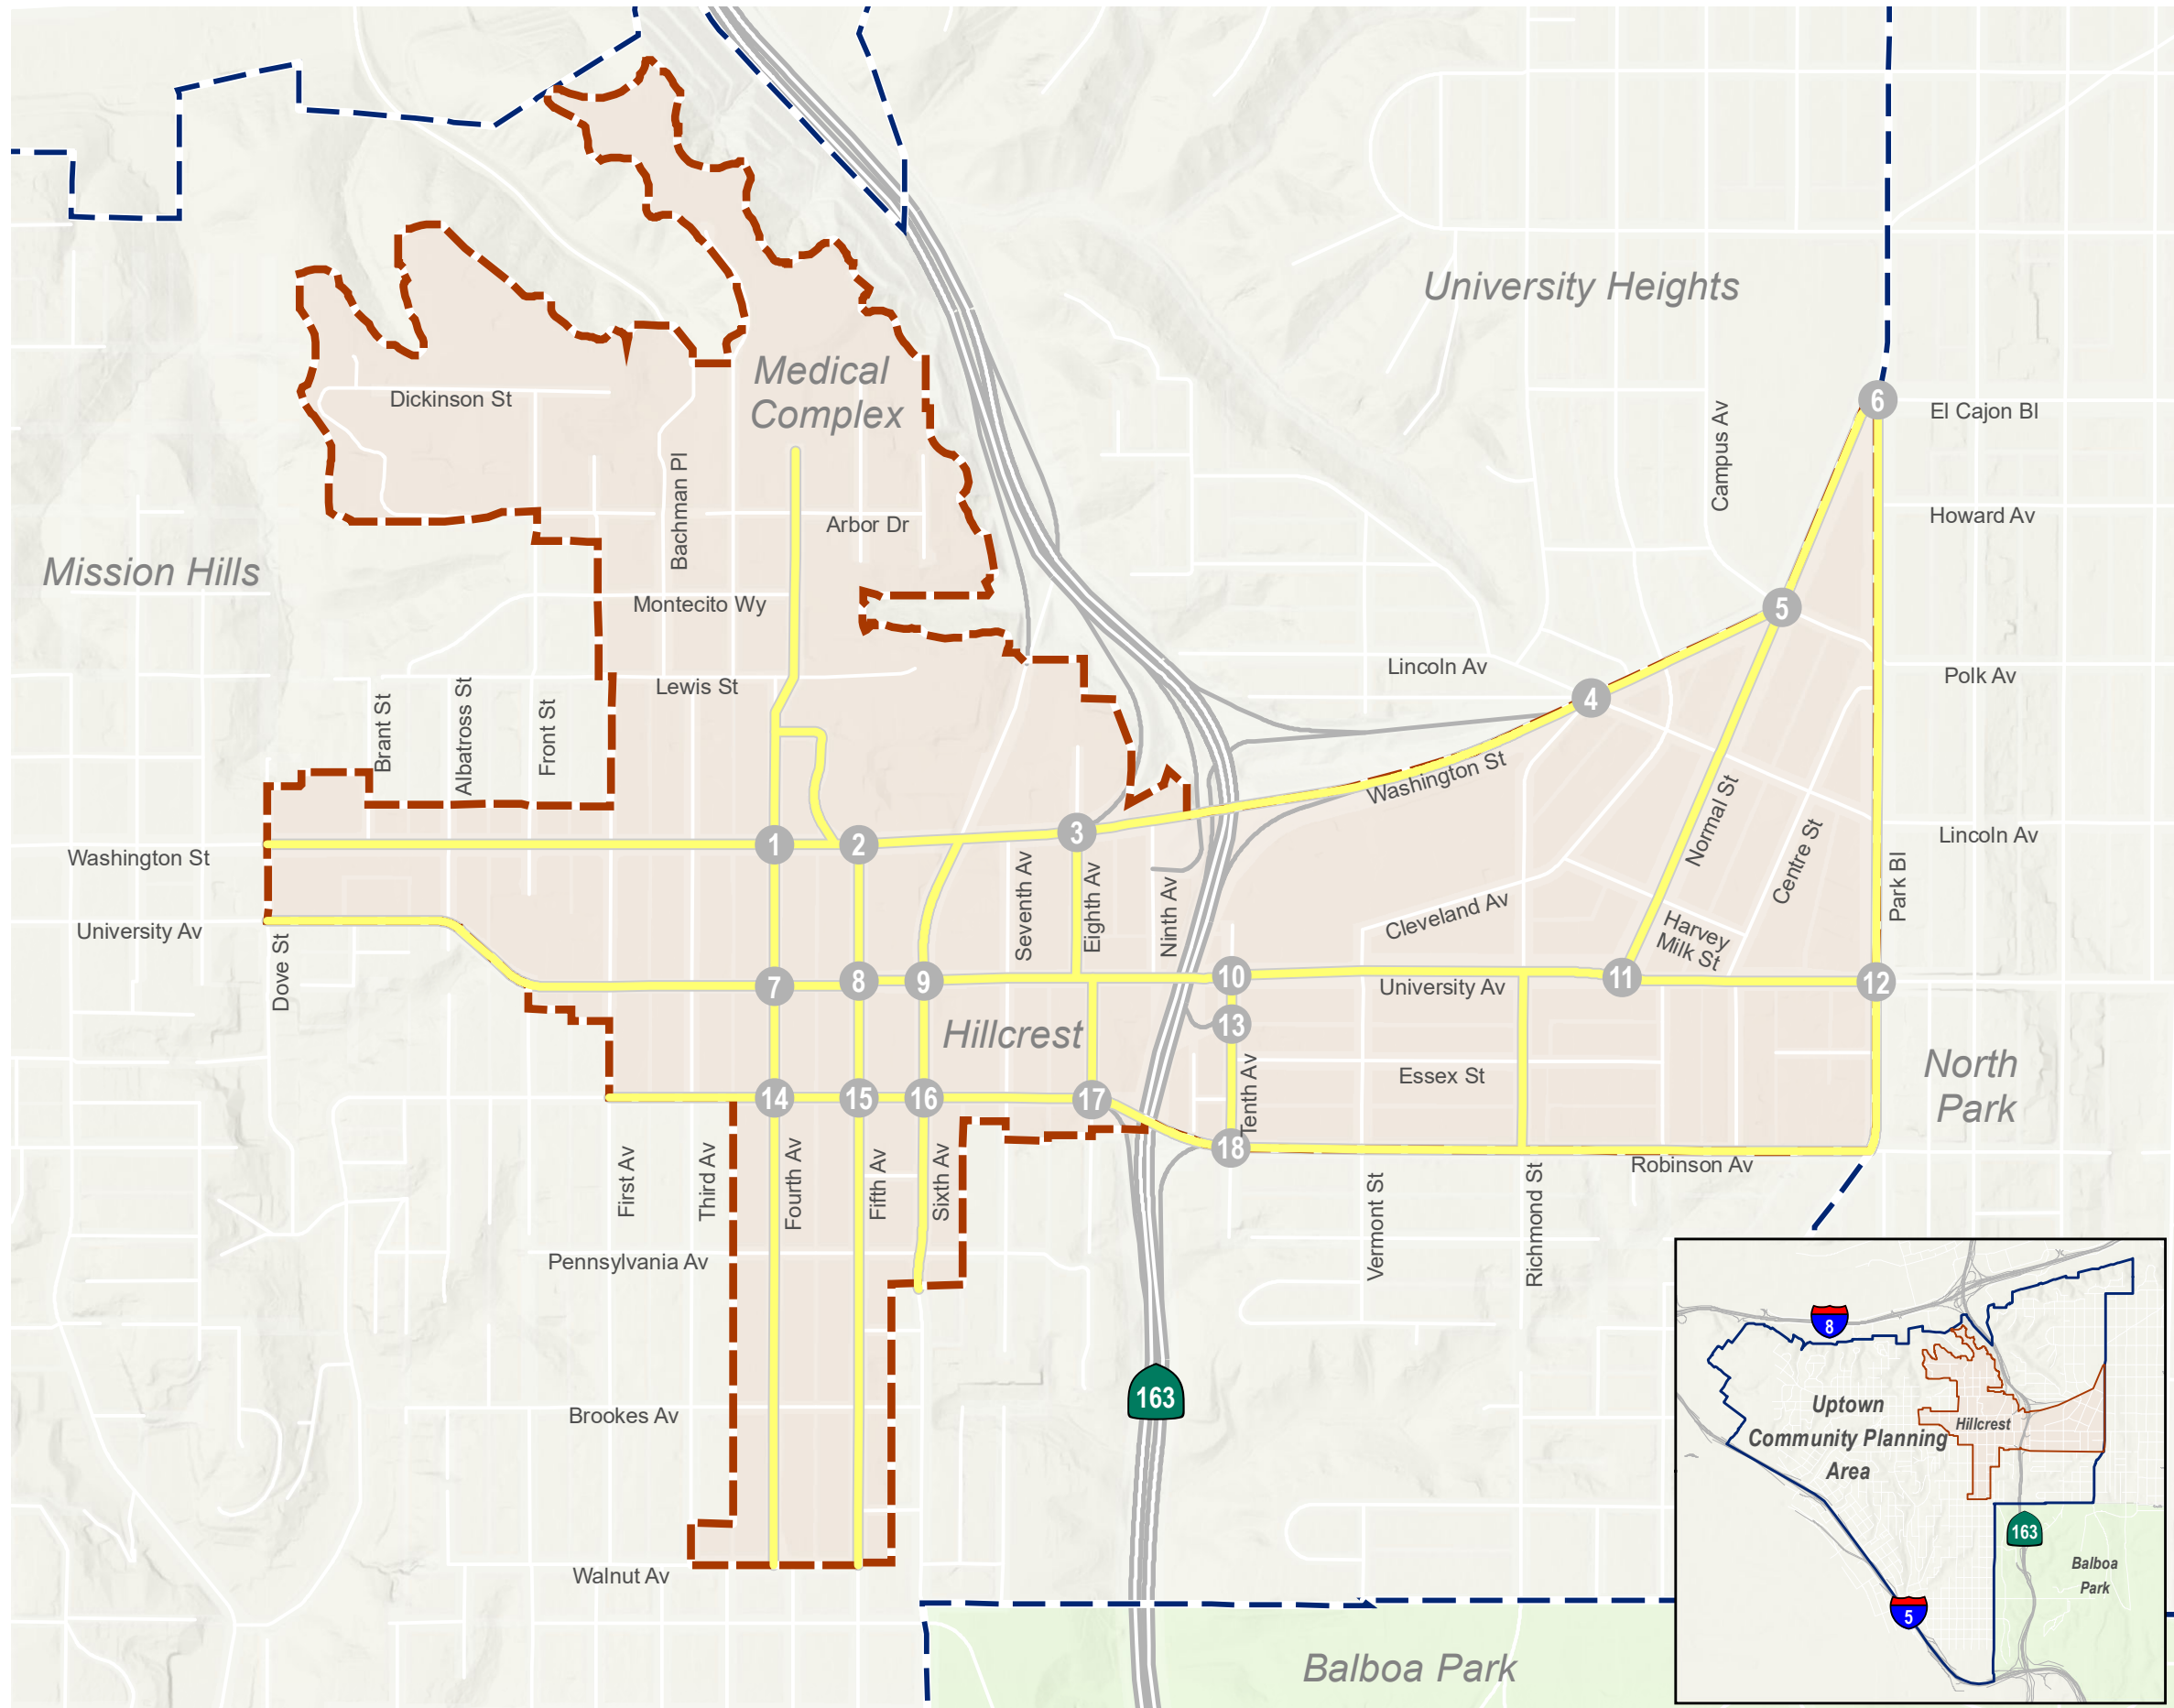 University Heights
Medical
Complex
6
El Cajon Bl
Dickinson St
Campus Av
Bachman Pl
Howard Av
Arbor Dr
Mission Hills
Montecito Wy
5
Lincoln Av
Polk Av
Lewis St
4
Brant St
Albatross St
Front St
Washington St
Normal St
Centre St
3
Lincoln Av
1
2
Washington St
Seventh Av
Eighth Av
Ninth Av
Park Bl
Cleveland Av
Harvey
Milk St
University Av
Dove St
7
8
9
10
University Av
11
12
13
Hillcrest
Tenth Av
Essex St
North
Park
14
15
16
17
18
Robinson Av
First Av
Third Av
Fourth Av
Fifth Av
Sixth Av
Vermont St
Richmond St
Pennsylvania Av
163
Brookes Av
Walnut Av
Balboa Park
8
Uptown
Community Planning
Area
Hillcrest
163
Balboa
Park
5